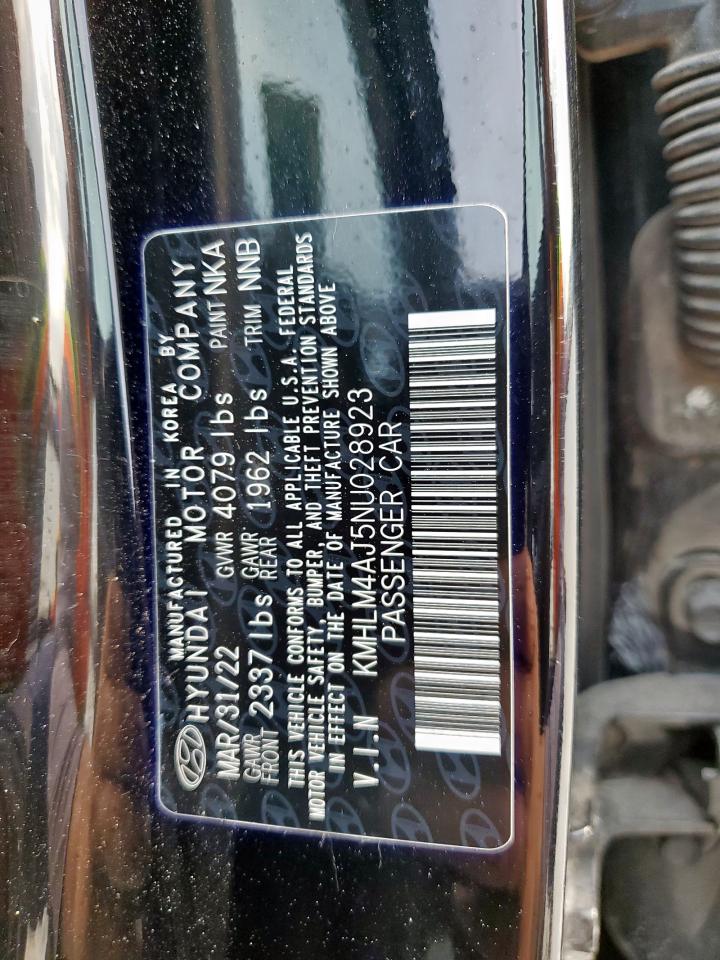 MANUFACTURED IN KOREA BY
HYUNDAI MOTOR COMPANY
MAR/31/22 GVWR 4079 lbs PAINT NKA
GAWR FRONT 2337 lbs GAWR REAR 1962 lbs TRIM NNB
THIS VEHICLE CONFORMS TO ALL APPLICABLE U.S.A. FEDERAL
MOTOR VEHICLE SAFETY, BUMPER, AND THEFT PREVENTION STANDARDS
IN EFFECT ON THE DATE OF MANUFACTURE SHOWN ABOVE
V.I.N KMHLM4AJ5NU028923
PASSENGER CAR